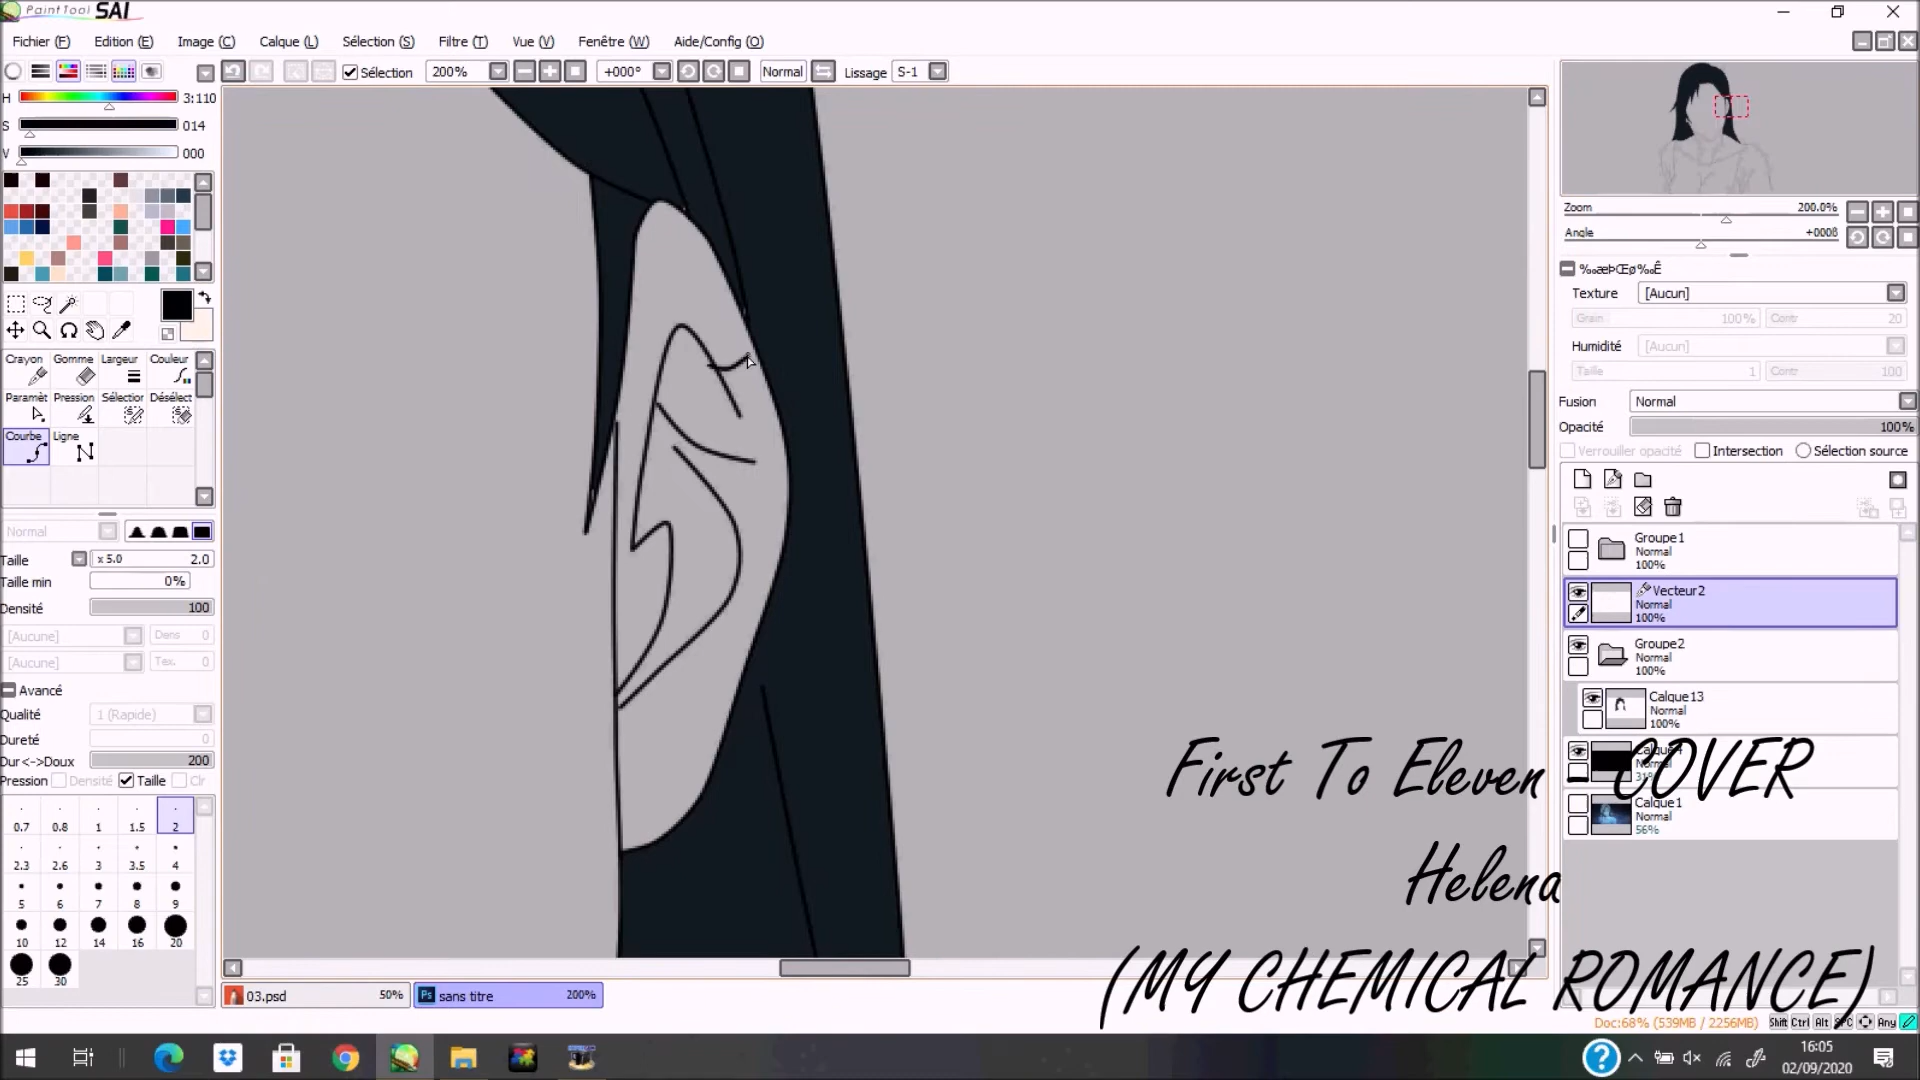 PaintTool SAI
Fichier (F) Edition (E) Image (C) Calque (L) Sélection (S) Filtre (T) Vue (V) Fenêtre (W) Aide/Config (O)
Sélection 200% +000° Normal Lissage S-1
H 3:110
S 014
V 000
Crayon Gomme Largeur Couleur
Paramèt Pression Sélection Désélect
Courbe Ligne
Normal
Taille x 5.0 2.0
Taille min 0%
Densité 100
[Aucune] Dens 0
[Aucune] Tex. 0
Avancé
Qualité 1 (Rapide)
Dureté 0
Dur<->Doux 200
Pression Densité Taille Clr
0.7 0.8 1 1.5 2
2.3 2.6 3 3.5 4
5 6 7 8 9
10 12 14 16 20
25 30
Zoom 200.0%
Angle +000ß
‰æÞŒø‰Ê
Texture [Aucun]
Grain 100% Contr 20
Humidité [Aucun]
Taille 1 Contr 100
Fusion Normal
Opacité 100%
Verrouiller opacité Intersection Sélection source
Groupe1
Normal
100%
Vecteur2
Normal
100%
Groupe2
Normal
100%
Calque13
Normal
100%
Normal
31%
Calque1
Normal
56%
First To Eleven - COVER
Helena
(MY CHEMICAL ROMANCE)
03.psd 50% sans titre 200%
Doc:68% (539MB / 2256MB) Shift Ctrl Alt SPC Any
16:05
02/09/2020